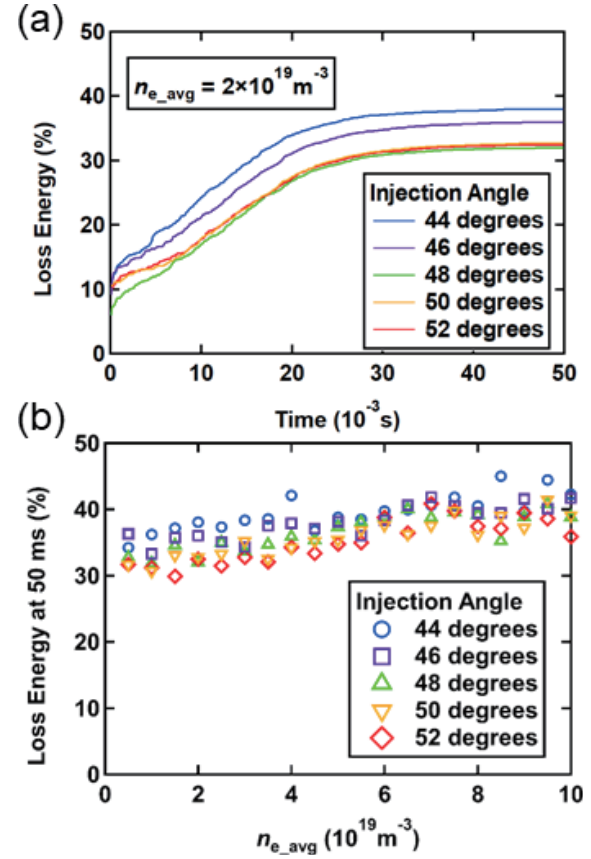 (a)
50
40
30
20
10
0
Loss Energy (%)
n e_avg = 2×10 19 m -3
Injection Angle
44 degrees
46 degrees
48 degrees
50 degrees
52 degrees
0 10 20 30 40 50
Time (10 -3 s)
(b)
50
40
30
20
10
0
Loss Energy at 50 ms (%)
Injection Angle
44 degrees
46 degrees
48 degrees
50 degrees
52 degrees
0 2 4 6 8 10
n e_avg (10 19 m -3)